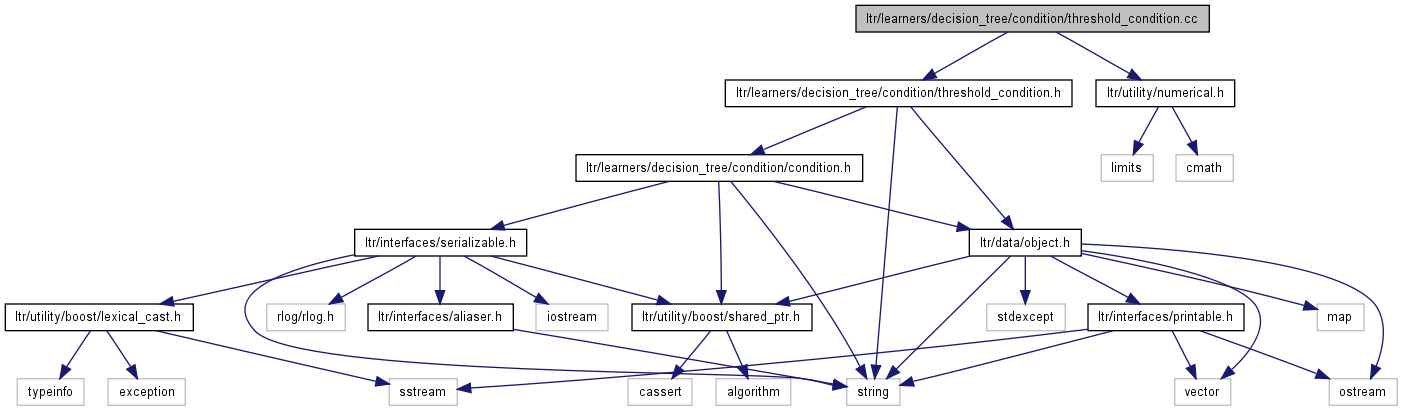 ltr/learners/decision_tree/condition/threshold_condition.cc
ltr/learners/decision_tree/condition/threshold_condition.h
ltr/utility/numerical.h
ltr/learners/decision_tree/condition/condition.h
limits
cmath
ltr/interfaces/serializable.h
ltr/data/object.h
ltr/utility/boost/lexical_cast.h
rlog/rlog.h
ltr/interfaces/aliaser.h
iostream
ltr/utility/boost/shared_ptr.h
stdexcept
ltr/interfaces/printable.h
map
typeinfo
exception
sstream
cassert
algorithm
string
vector
ostream